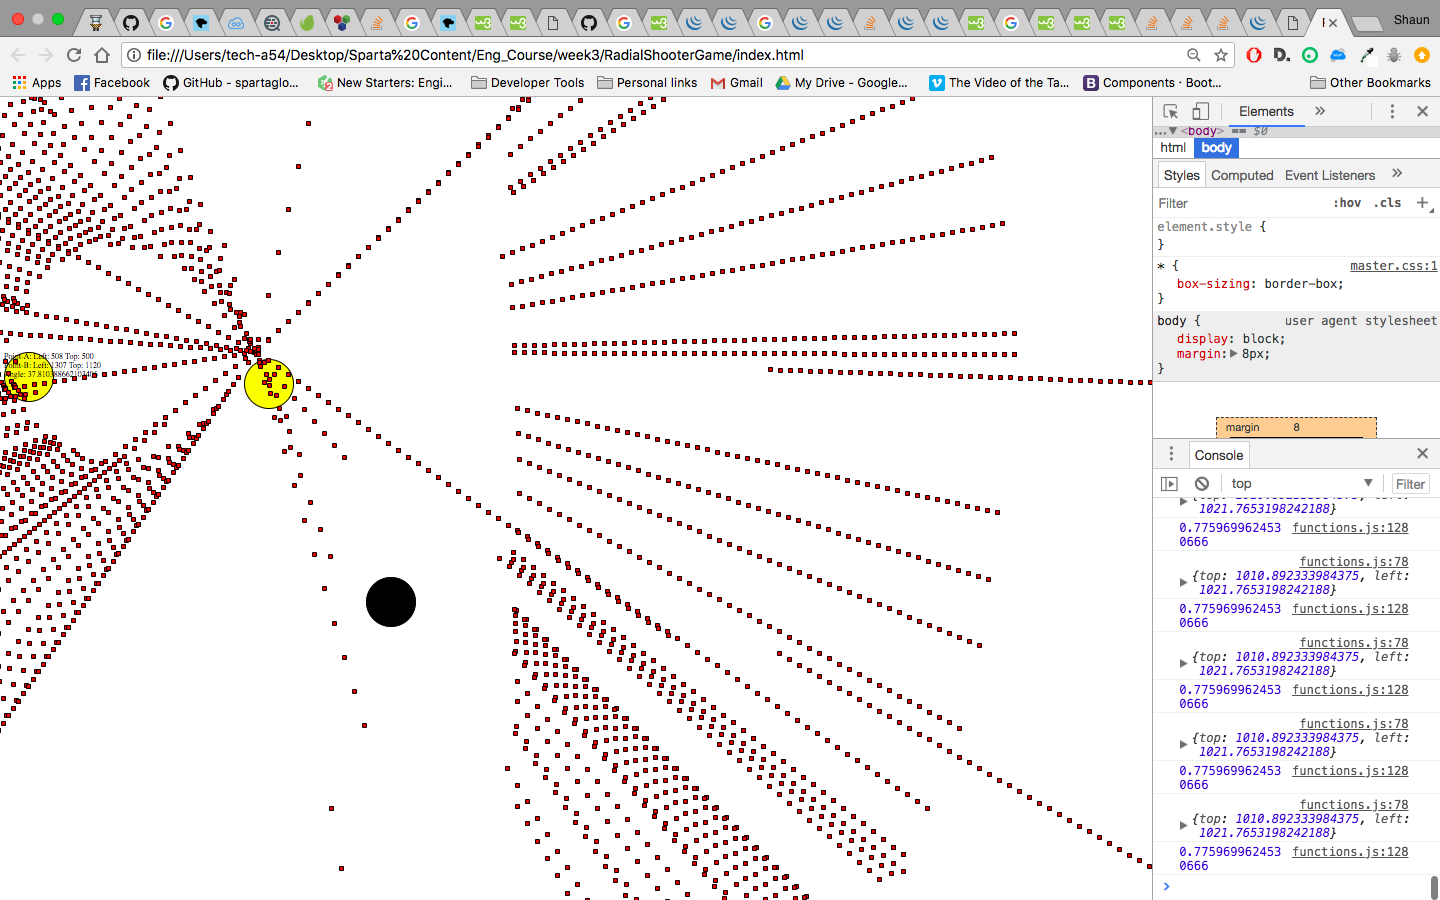 Shaun
file:///Users/tech-a54/Desktop/Sparta%20Content/Eng_Course/week3/RadialShooterGame/index.html
Apps
Facebook
GitHub - spartaglo...
New Starters: Engi...
Developer Tools
Personal links
Gmail
My Drive - Google...
The Video of the Ta...
Components · Boot...
Other Bookmarks
Point-A: Left: 508 Top: 500
Point-B: Left: 1307 Top: 1120
Elements
»
...▼<body> == $0
html
body
Styles
Computed
Event Listeners
»
Filter
:hov
.cls
element.style {
}
* {
master.css:1
box-sizing: border-box;
}
body {
user agent stylesheet
display: block;
margin:▶ 8px;
}
margin
8
Console
top
Filter
1021.7653198242188}
0.775969962453
functions.js:128
0666
functions.js:78
{top: 1010.892333984375, left:
1021.7653198242188}
0.775969962453
functions.js:128
0666
functions.js:78
{top: 1010.892333984375, left:
1021.7653198242188}
0.775969962453
functions.js:128
0666
functions.js:78
{top: 1010.892333984375, left:
1021.7653198242188}
0.775969962453
functions.js:128
0666
functions.js:78
{top: 1010.892333984375, left:
1021.7653198242188}
0.775969962453
functions.js:128
0666